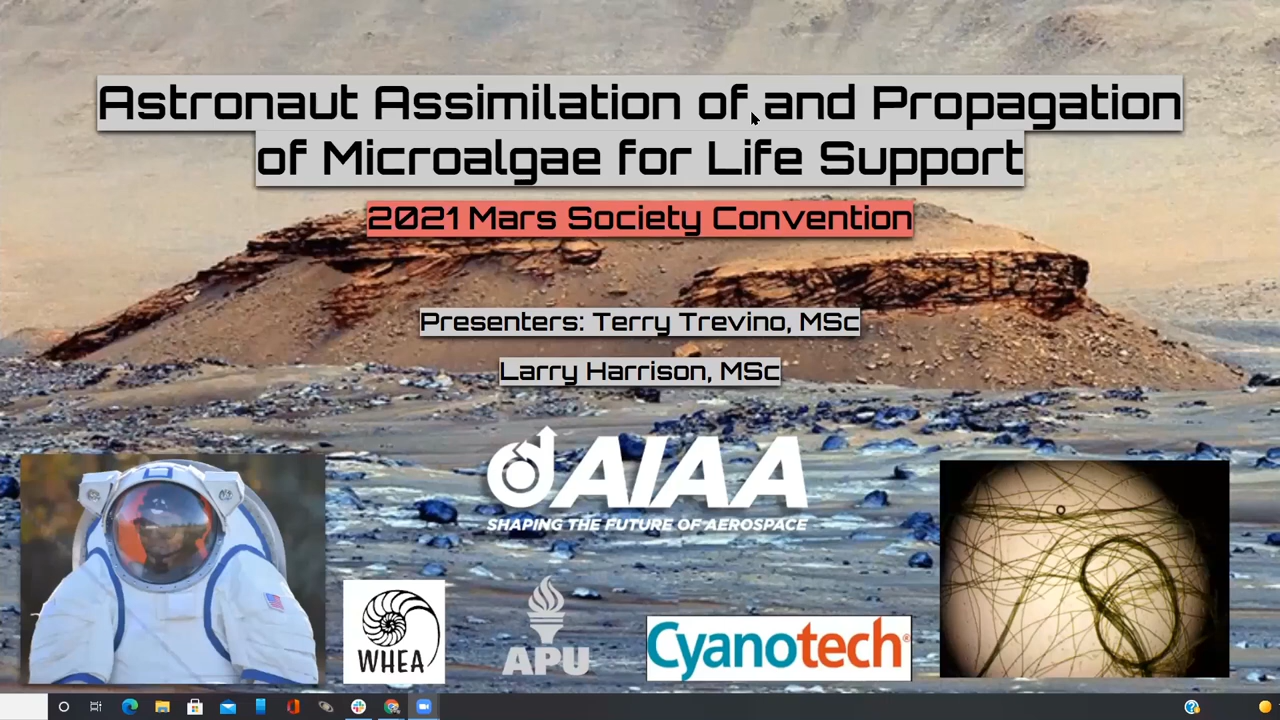 Astronaut Assimilation of and Propagation
of Microalgae for Life Support
2021 Mars Society Convention
Presenters: Terry Trevino, MSc
Larry Harrison, MSc
AIAA
SHAPING THE FUTURE OF AEROSPACE
WHEA
APU
Cyanotech®